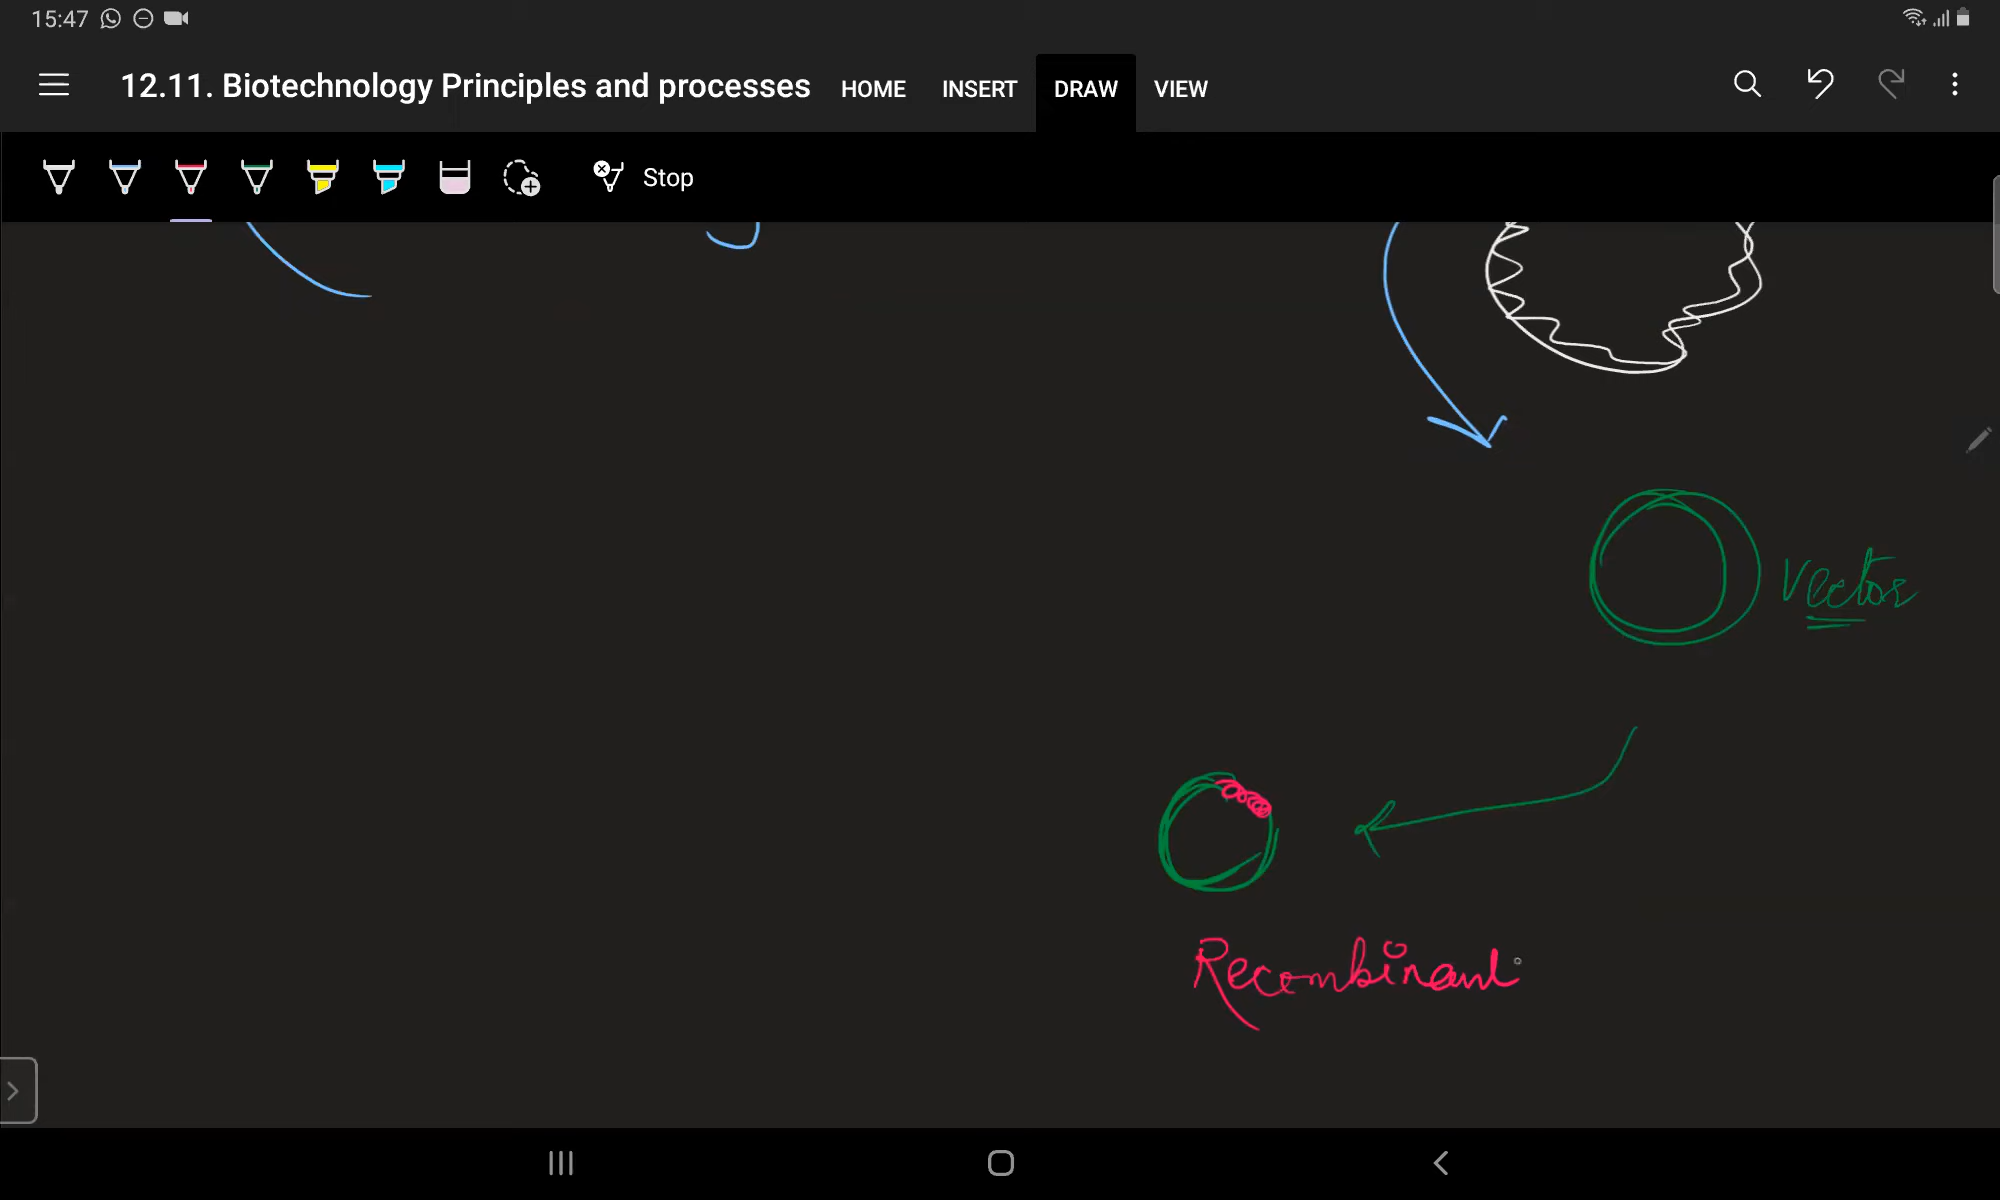 15:47
12.11. Biotechnology Principles and processes HOME INSERT DRAW VIEW
Stop
Vector
Recombinant